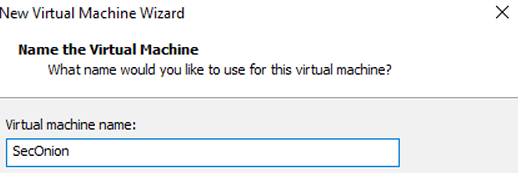 New Virtual Machine Wizard
Name the Virtual Machine
What name would you like to use for this virtual machine?
Virtual machine name:
SecOnion